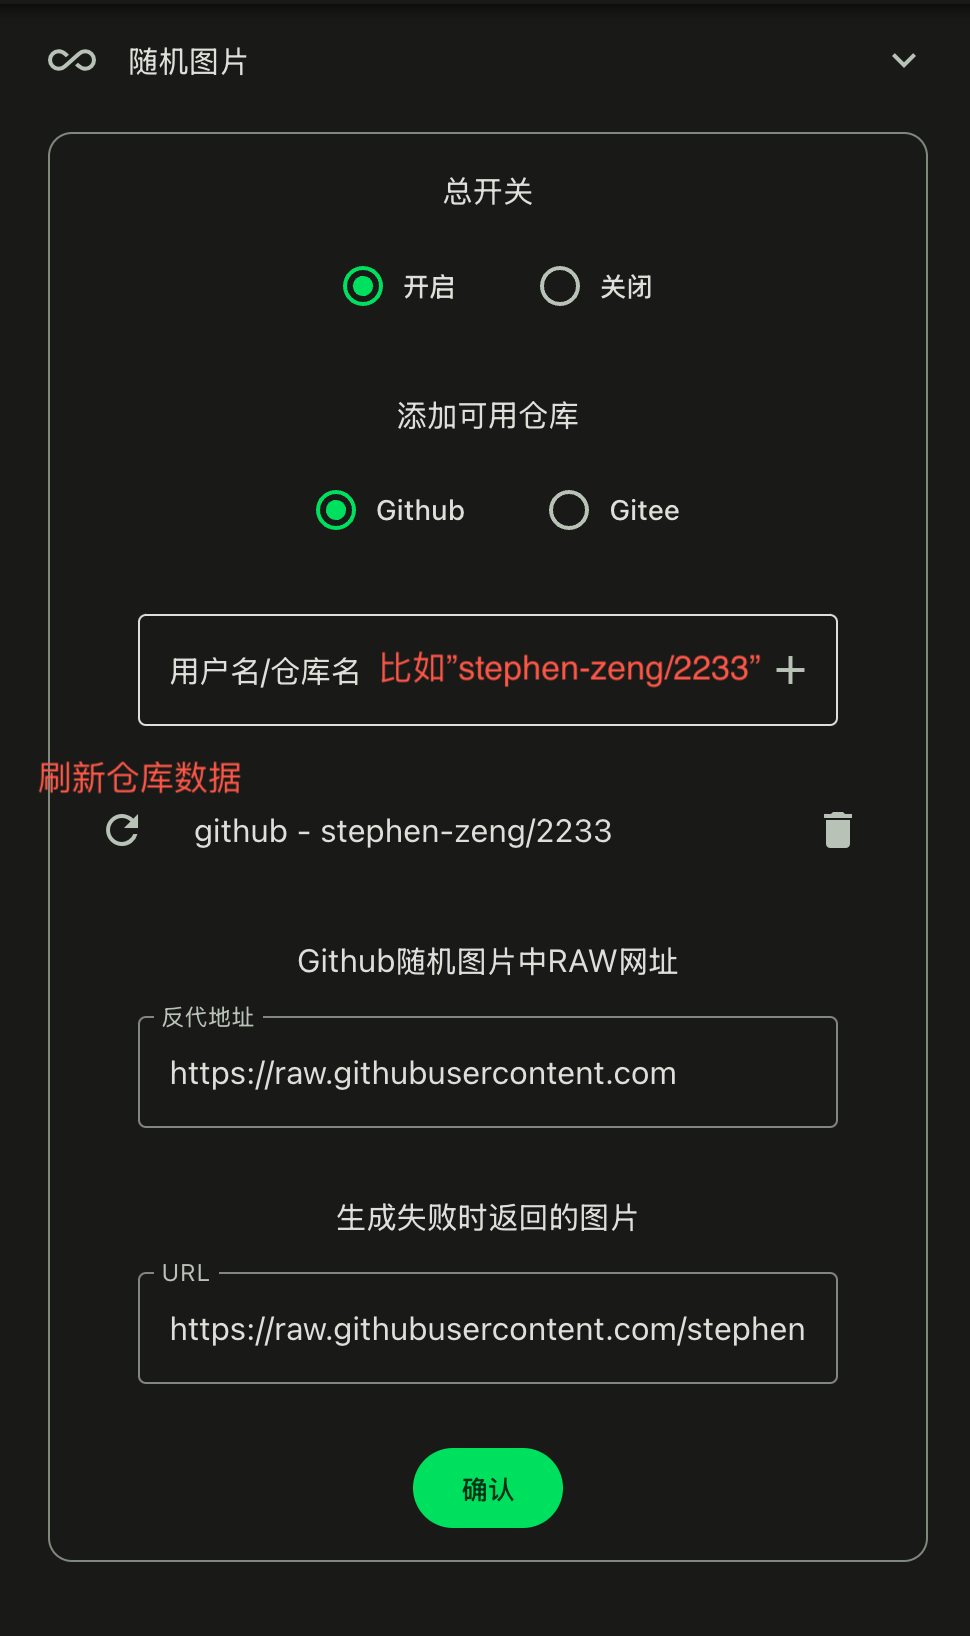 随机图片
总开关
开启 关闭
添加可用仓库
Github Gitee
用户名/仓库名 比如”stephen-zeng/2233”
刷新仓库数据
github - stephen-zeng/2233
Github随机图片中RAW网址
反代地址
https://raw.githubusercontent.com
生成失败时返回的图片
URL
https://raw.githubusercontent.com/stephen
确认